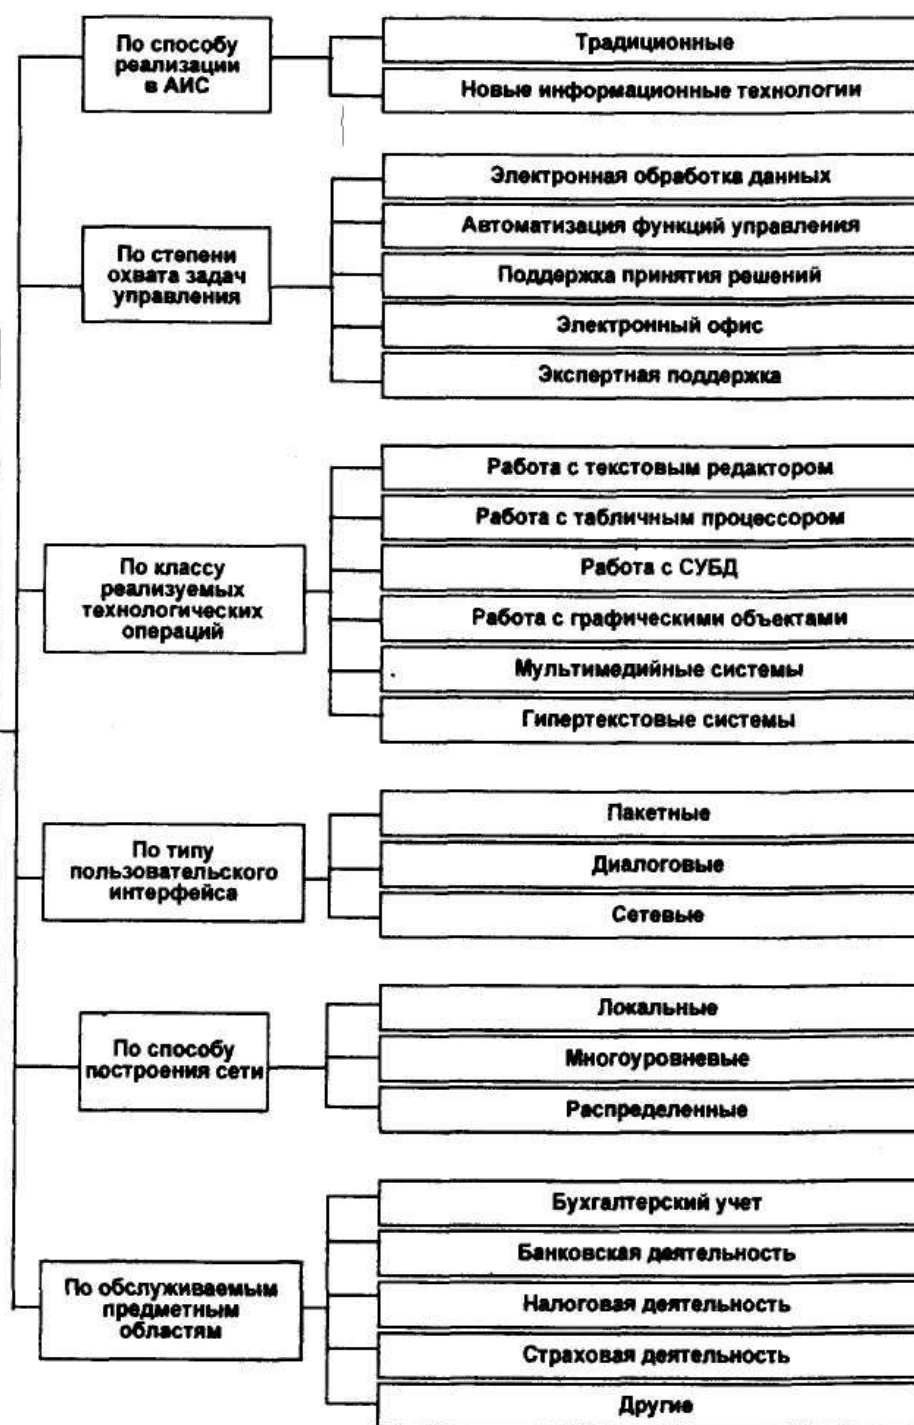 По способу
реализации
в АИС
Традиционные
Новые информационные технологии
По степени
охвата задач
управления
Электронная обработка данных
Автоматизация функций управления
Поддержка принятия решений
Электронный офис
Экспертная поддержка
По классу
реализуемых
технологических
операций
Работа с текстовым редактором
Работа с табличным процессором
Работа с СУБД
Работа с графическими объектами
Мультимедийные системы
Гипертекстовые системы
По типу
пользовательского
интерфейса
Пакетные
Диалоговые
Сетевые
По способу
построения сети
Локальные
Многоуровневые
Распределенные
По обслуживаемым
предметным
областям
Бухгалтерский учет
Банковская деятельность
Налоговая деятельность
Страховая деятельность
Другие